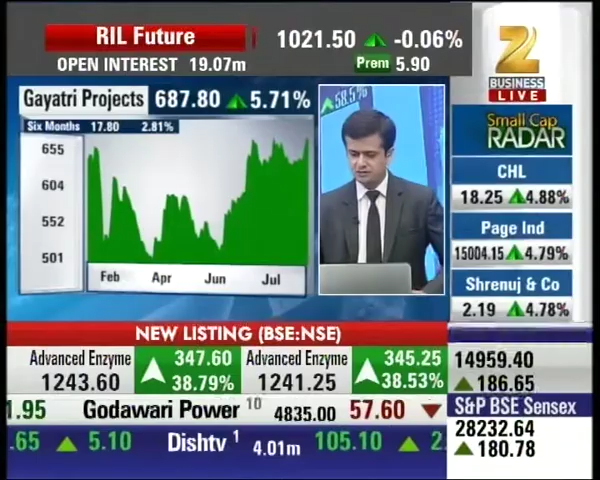 RIL Future
1021.50 -0.06%
OPEN INTEREST 19.07m
Prem 5.90
Z
BUSINESS
LIVE
Gayatri Projects 687.80 5.71%
Six Months 17.80 2.81%
655
604
552
501
Feb Apr Jun Jul
58.5%
Small Cap
RADAR
CHL
18.25 4.88%
Page Ind
15004.15 4.79%
Shrenuj & Co
2.19 4.78%
NEW LISTING (BSE:NSE)
Advanced Enzyme 347.60
1243.60 38.79%
Advanced Enzyme 345.25
1241.25 38.53%
14959.40
186.65
S&P BSE Sensex
28232.64
180.78
1.95 Godawari Power 10 4835.00 57.60
.65 5.10 Dishtv 1 4.01m 105.10 2.